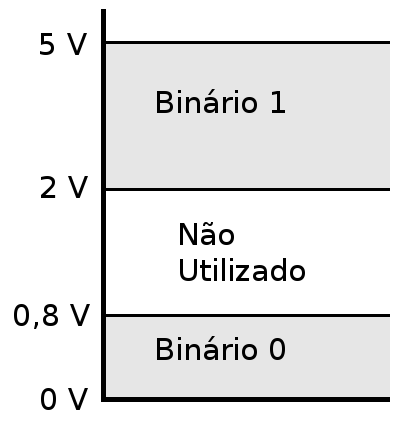 5 V
Binário 1
2 V
Não
Utilizado
0,8 V
Binário 0
0 V